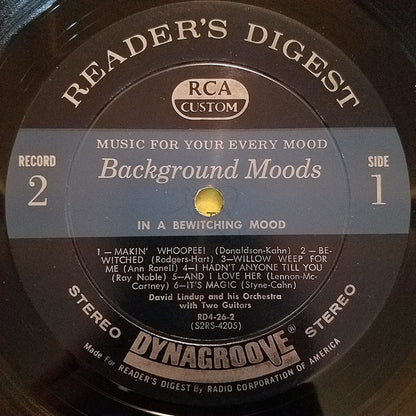 READER'S DIGEST
RCA
CUSTOM
MUSIC FOR YOUR EVERY MOOD
RECORD
2
Background Moods
SIDE
1
IN A BEWITCHING MOOD
1—MAKIN' WHOOPEE! (Donaldson-Kahn) 2—BE-
WITCHED (Rodgers-Hart) 3—WILLOW WEEP FOR
ME (Ann Ronell) 4—I HADN'T ANYONE TILL YOU
(Ray Noble) 5—AND I LOVE HER (Lennon-Mc-
Cartney) 6—IT'S MAGIC (Styne-Cahn)
David Lindup and his Orchestra
with Two Guitars
RD4-26-2
(S2RS-4205)
STEREO
STEREO
DYNAGROOVE®
Made For READER'S DIGEST By RADIO CORPORATION OF AMERICA